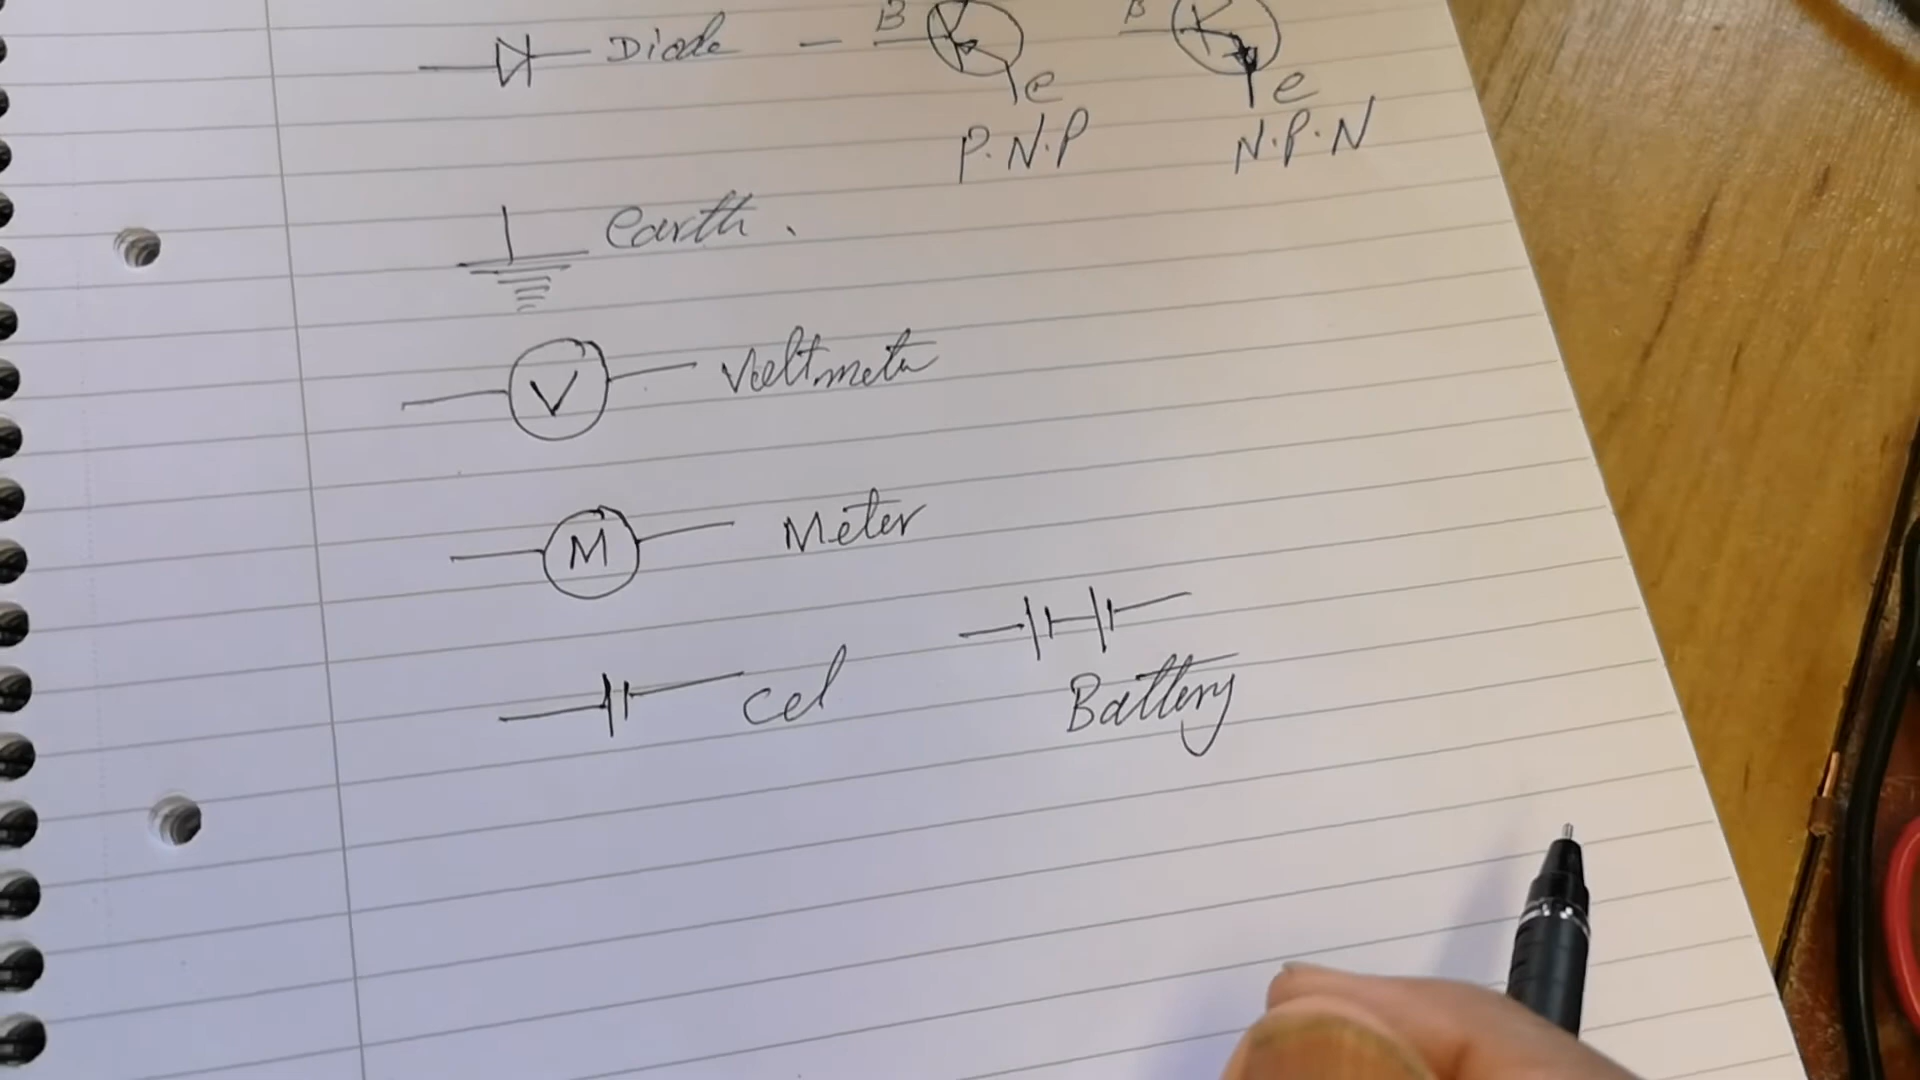 Diode B B
e e
P.N.P N.P.N
earth.
V Voltmeter
M Meter
Cel Battery